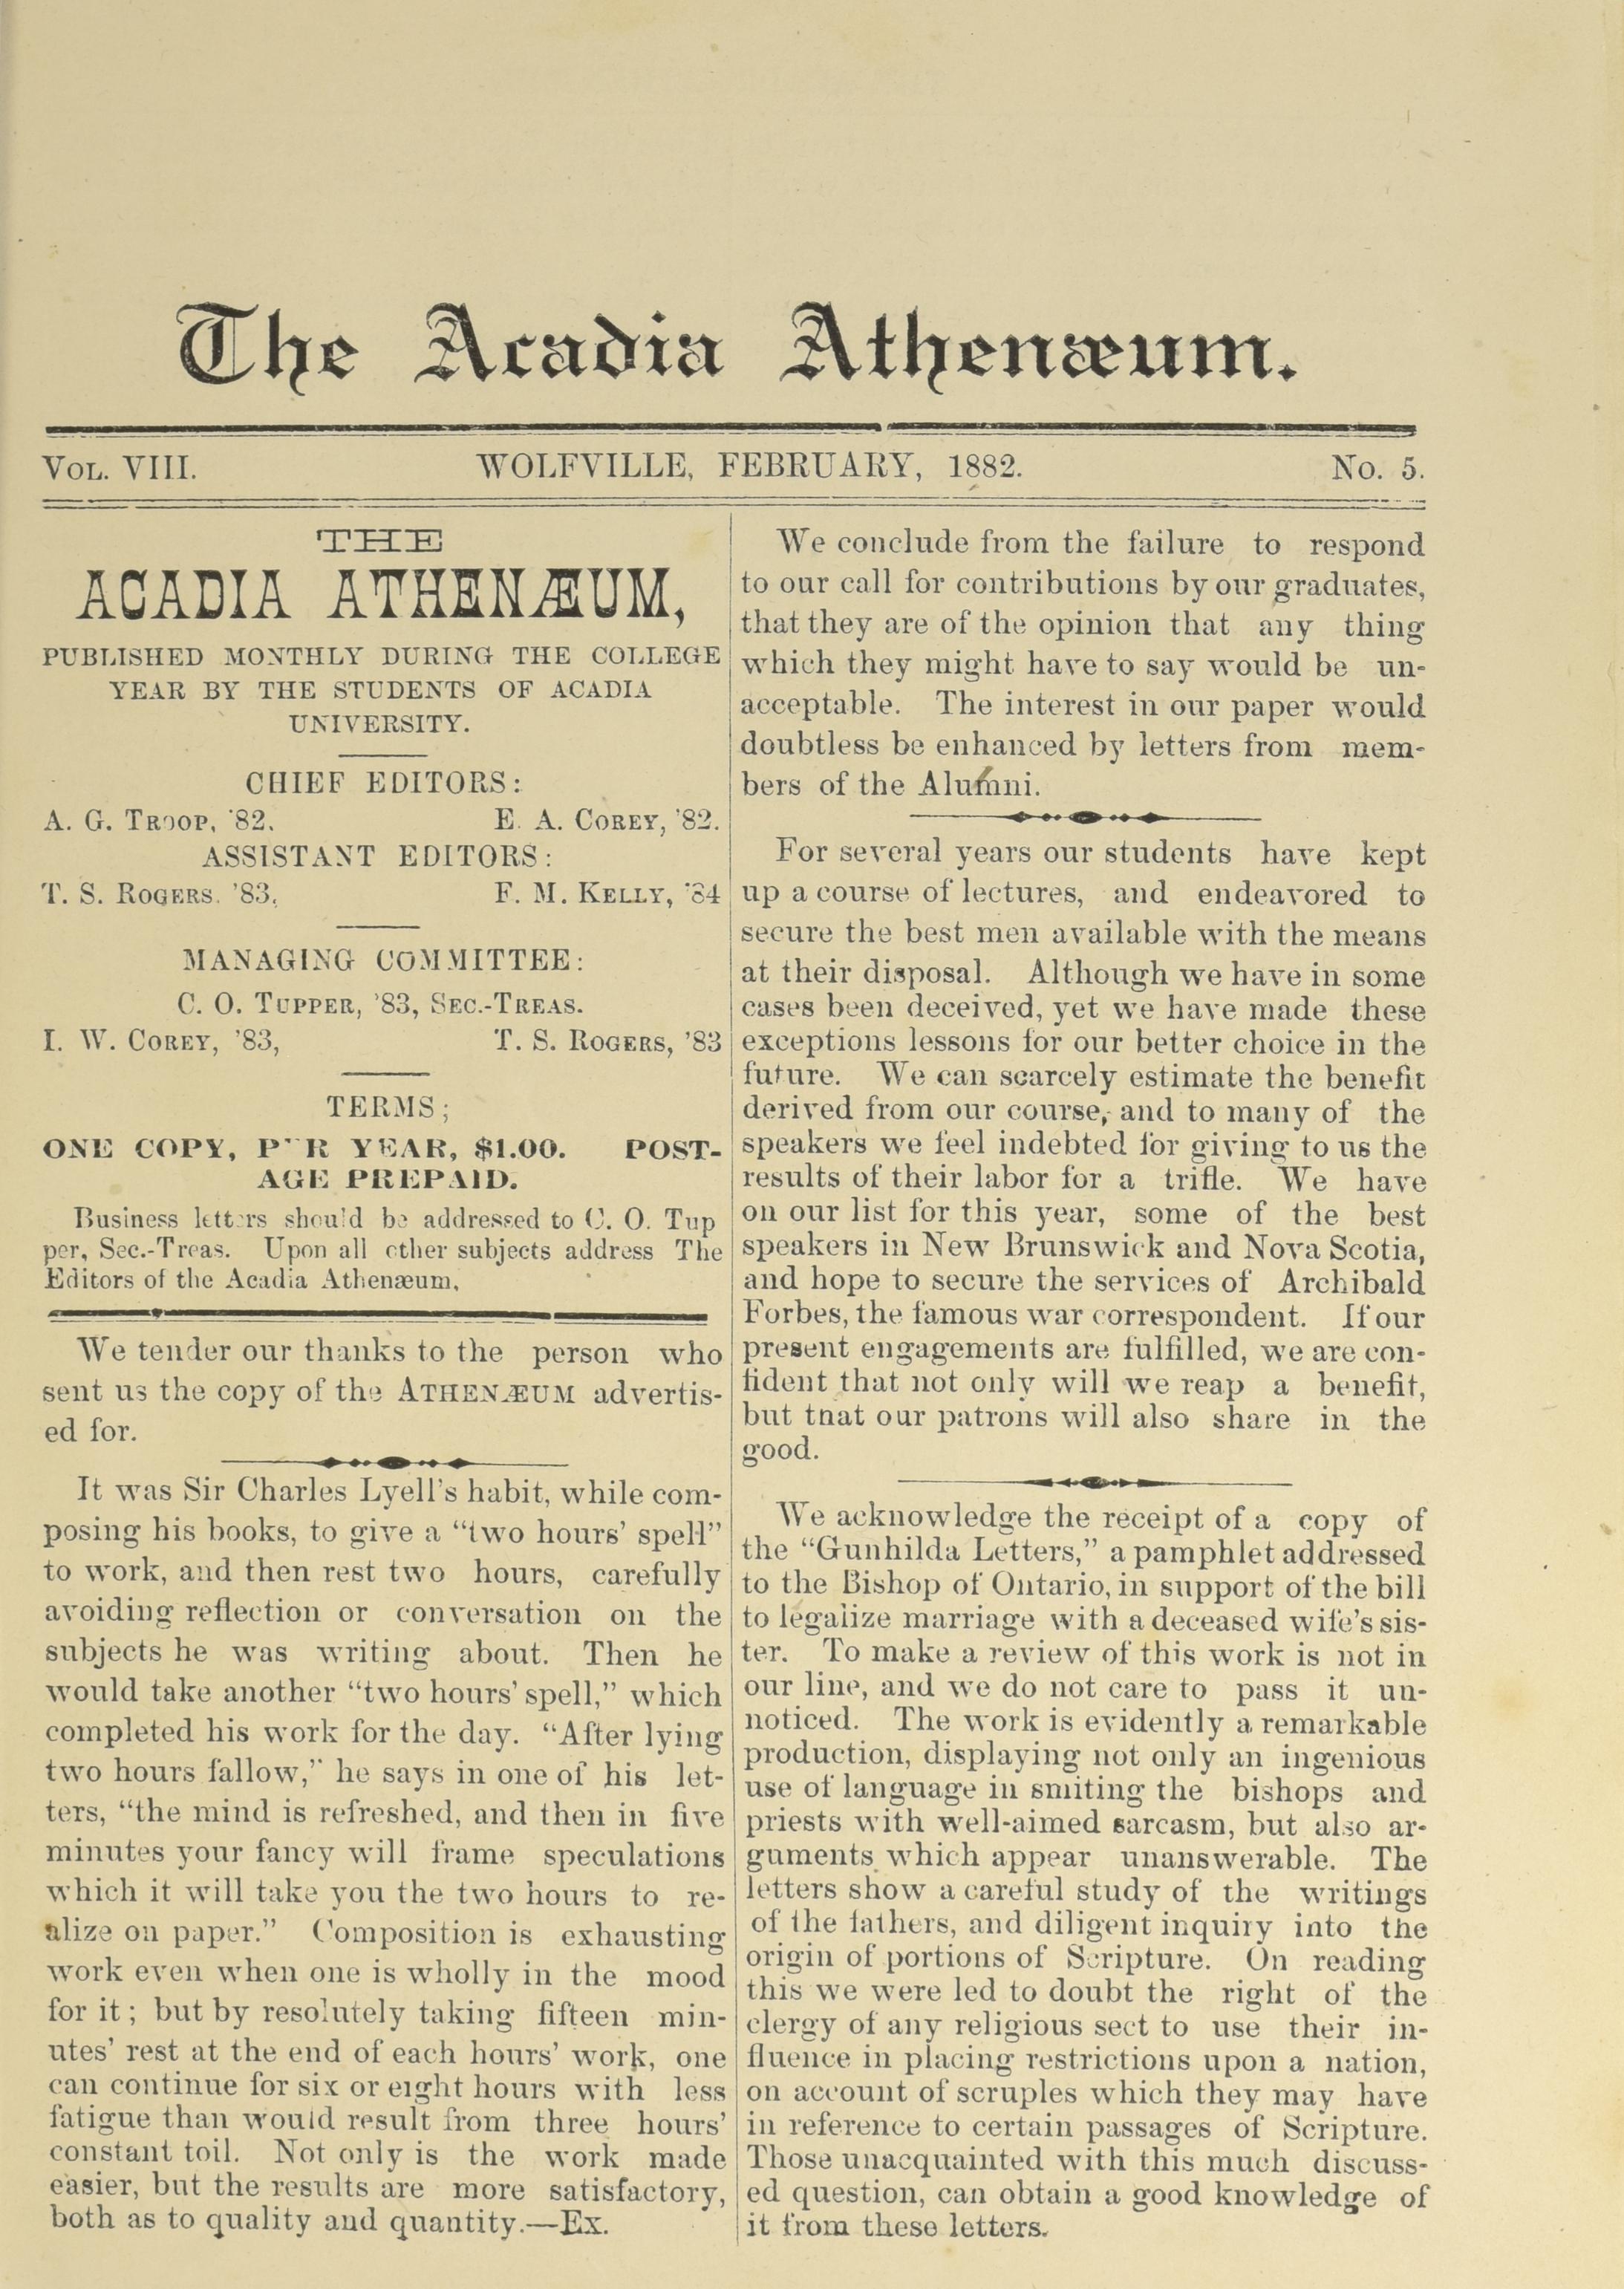 The Acadia Athenæum.
VOL. VIII. WOLFVILLE, FEBRUARY, 1882. No. 5.
THE
ACADIA ATHENÆUM,
PUBLISHED MONTHLY DURING THE COLLEGE
YEAR BY THE STUDENTS OF ACADIA
UNIVERSITY.
CHIEF EDITORS:
A. G. TROOP, '82. E. A. COREY, '82.
ASSISTANT EDITORS:
T. S. ROGERS. '83, F. M. KELLY, '84
MANAGING COMMITTEE:
C. O. TUPPER, '83, SEC.-TREAS.
I. W. COREY, '83, T. S. ROGERS, '83
TERMS;
ONE COPY, P R YEAR, $1.00. POST-
AGE PREPAID.
Business letters should be addressed to C. O. Tup
per, Sec.-Treas. Upon all other subjects address The
Editors of the Acadia Athenæum,
We tender our thanks to the person who
sent us the copy of the ATHENÆUM advertis-
ed for.
It was Sir Charles Lyell's habit, while com-
posing his books, to give a "two hours' spell"
to work, and then rest two hours, carefully
avoiding reflection or conversation on the
subjects he was writing about. Then he
would take another "two hours' spell," which
completed his work for the day. "After lying
two hours fallow," he says in one of his let-
ters, "the mind is refreshed, and then in five
minutes your fancy will frame speculations
which it will take you the two hours to re-
alize on paper." Composition is exhausting
work even when one is wholly in the mood
for it; but by resolutely taking fifteen min-
utes' rest at the end of each hours' work, one
can continue for six or eight hours with less
fatigue than would result from three hours'
constant toil. Not only is the work made
easier, but the results are more satisfactory,
both as to quality and quantity.—Ex.
We conclude from the failure to respond
to our call for contributions by our graduates,
that they are of the opinion that any thing
which they might have to say would be un-
acceptable. The interest in our paper would
doubtless be enhanced by letters from mem-
bers of the Alumni.
For several years our students have kept
up a course of lectures, and endeavored to
secure the best men available with the means
at their disposal. Although we have in some
cases been deceived, yet we have made these
exceptions lessons for our better choice in the
future. We can scarcely estimate the benefit
derived from our course, and to many of the
speakers we feel indebted for giving to us the
results of their labor for a trifle. We have
on our list for this year, some of the best
speakers in New Brunswick and Nova Scotia,
and hope to secure the services of Archibald
Forbes, the famous war correspondent. If our
present engagements are fulfilled, we are con-
fident that not only will we reap a benefit,
but tnat our patrons will also share in the
good.
We acknowledge the receipt of a copy of
the "Gunhilda Letters," a pamphlet addressed
to the Bishop of Ontario, in support of the bill
to legalize marriage with a deceased wife's sis-
ter. To make a review of this work is not in
our line, and we do not care to pass it un-
noticed. The work is evidently a remarkable
production, displaying not only an ingenious
use of language in smiting the bishops and
priests with well-aimed sarcasm, but also ar-
guments which appear unanswerable. The
letters show a careful study of the writings
of the fathers, and diligent inquiry into the
origin of portions of Scripture. On reading
this we were led to doubt the right of the
clergy of any religious sect to use their in-
fluence in placing restrictions upon a nation,
on account of scruples which they may have
in reference to certain passages of Scripture.
Those unacquainted with this much discuss-
ed question, can obtain a good knowledge of
it from these letters.